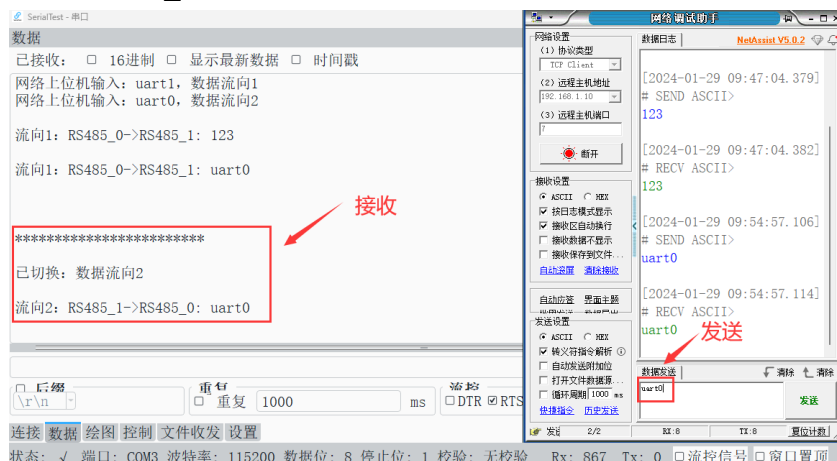 SerialTest - 串口
数据
已接收： 16进制 显示最新数据 时间戳
网络上位机输入：uart1，数据流向1
网络上位机输入：uart0，数据流向2
流向1：RS485_0->RS485_1: 123
流向1：RS485_0->RS485_1: uart0
接收
*************************
已切换：数据流向2
流向2：RS485_1->RS485_0: uart0
后缀 重复 流控
\r\n 重复 1000 ms DTR RTS
连接 数据 绘图 控制 文件收发 设置
状态: √ 端口: COM3 波特率: 115200 数据位: 8 停止位: 1 校验: 无校验 Rx: 867 Tx: 0 流控信号 窗口置顶
网络调试助手
网络设置
(1) 协议类型
TCP Client
(2) 远程主机地址
192.168.1.10
(3) 远程主机端口
7
断开
接收设置
ASCII HEX
按日志模式显示
接收区自动换行
接收数据不显示
接收保存到文件...
自动滚屏 清除接收
自动应答 界面主题
发送设置
ASCII HEX
转义符指令解析
自动发送附加位
打开文件数据源...
循环周期 1000 ms
快捷指令 历史发送
数据日志 NetAssist V5.0.2
[2024-01-29 09:47:04.379]
# SEND ASCII>
123
[2024-01-29 09:47:04.382]
# RECV ASCII>
123
[2024-01-29 09:54:57.106]
# SEND ASCII>
uart0
[2024-01-29 09:54:57.114]
# RECV ASCII>
uart0
发送
数据发送 清除 清除
uart0
发送
2/2 RX:8 TX:8 复位计数